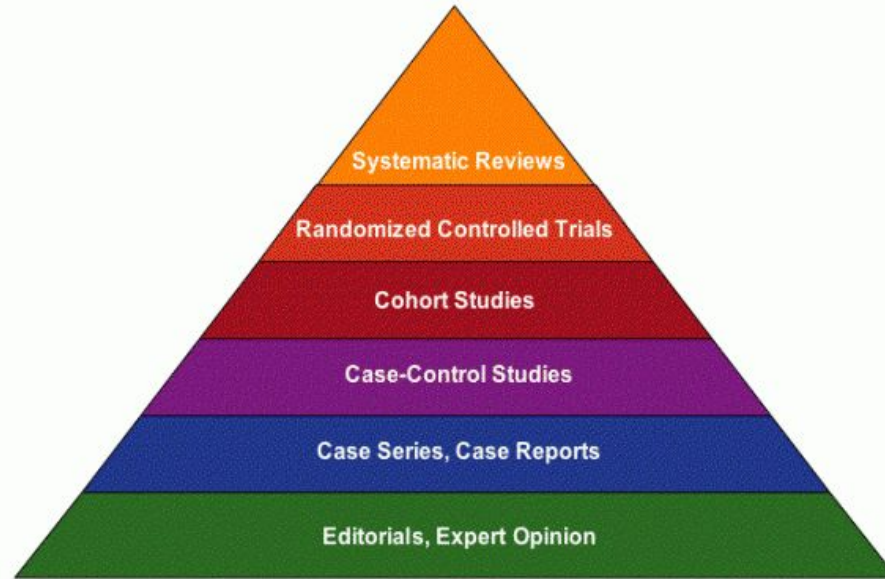 Systematic Reviews
Randomized Controlled Trials
Cohort Studies
Case-Control Studies
Case Series, Case Reports
Editorials, Expert Opinion